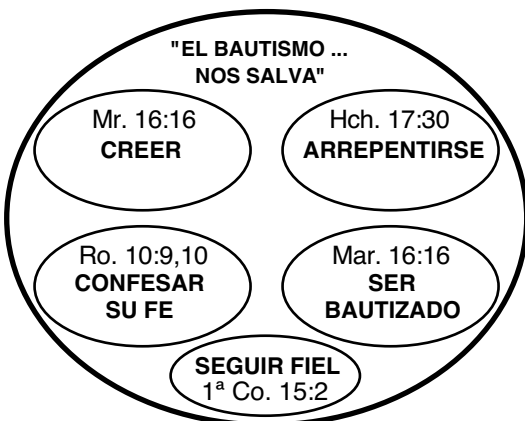 "EL BAUTISMO ...
NOS SALVA"
Mr. 16:16
CREER
Hch. 17:30
ARREPENTIRSE
Ro. 10:9,10
CONFESAR
SU FE
Mar. 16:16
SER
BAUTIZADO
SEGUIR FIEL
1ª Co. 15:2